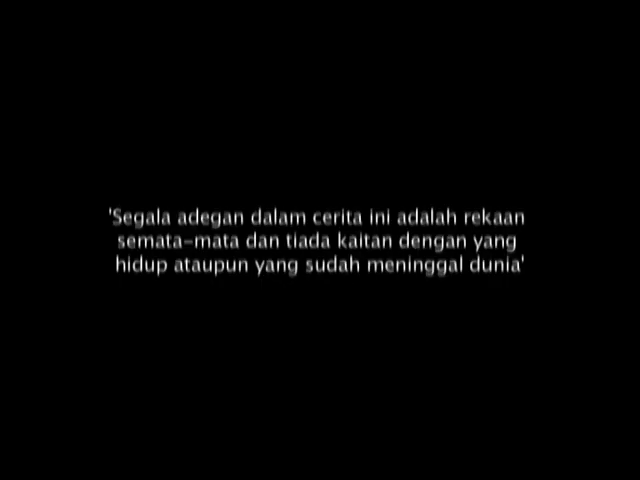 'Segala adegan dalam cerita ini adalah rekaan
semata-mata dan tiada kaitan dengan yang
hidup ataupun yang sudah meninggal dunia'